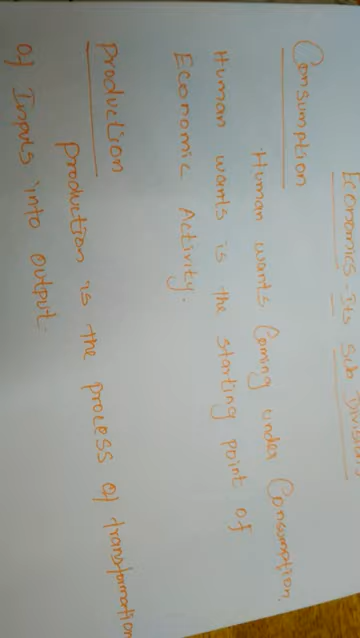 Economics - its Sub Divisions
Consumption
Human wants Coming under Consumption.
Human wants is the starting point of
Economic Activity.
Production
Production is the process of transformation
of Inputs into output.